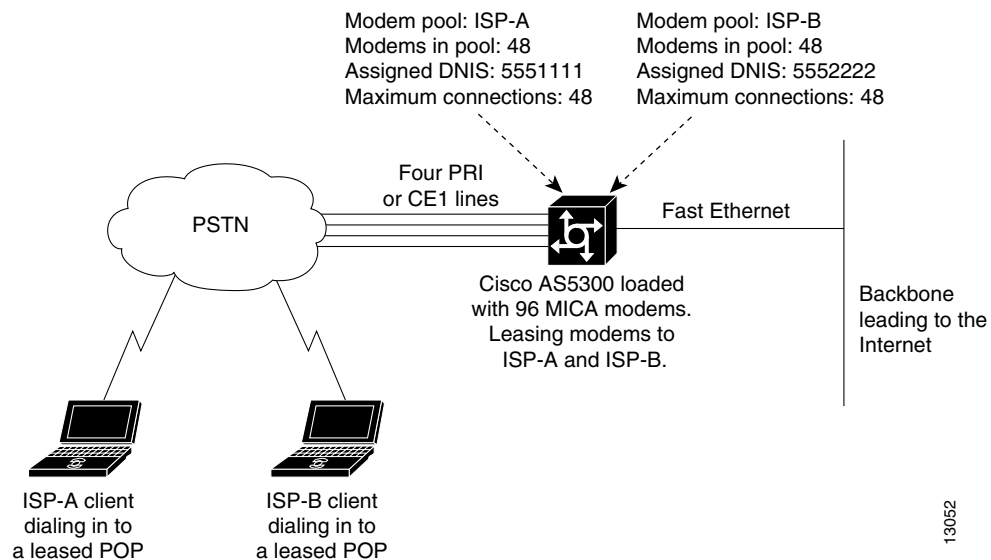 Modem pool: ISP-A
Modems in pool: 48
Assigned DNIS: 5551111
Maximum connections: 48
Modem pool: ISP-B
Modems in pool: 48
Assigned DNIS: 5552222
Maximum connections: 48
Four PRI
or CE1 lines
PSTN
Fast Ethernet
Cisco AS5300 loaded
with 96 MICA modems.
Leasing modems to
ISP-A and ISP-B.
Backbone
leading to the
Internet
ISP-A client
dialing in to
a leased POP
ISP-B client
dialing in to
a leased POP
13052